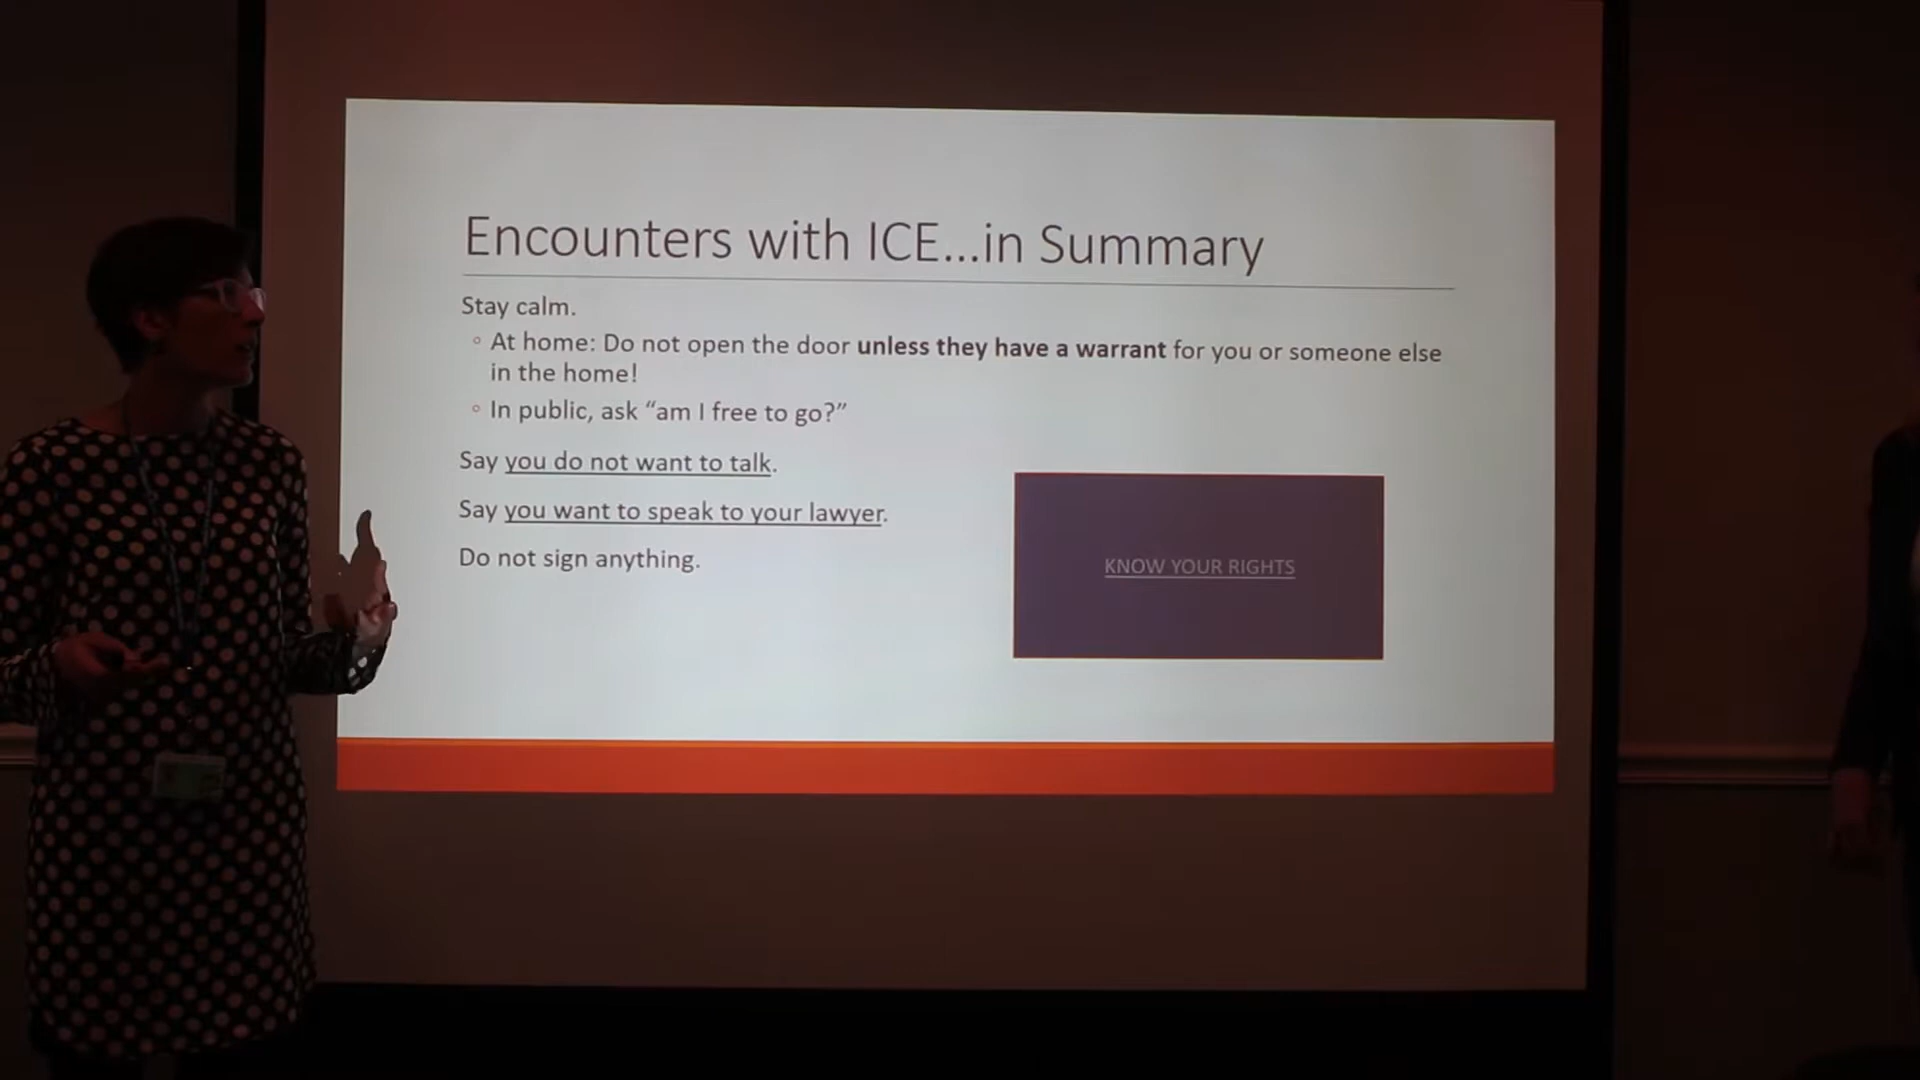 Encounters with ICE...in Summary
Stay calm.
◦ At home: Do not open the door unless they have a warrant for you or someone else
in the home!
◦ In public, ask “am I free to go?”
Say you do not want to talk.
Say you want to speak to your lawyer.
Do not sign anything.
KNOW YOUR RIGHTS